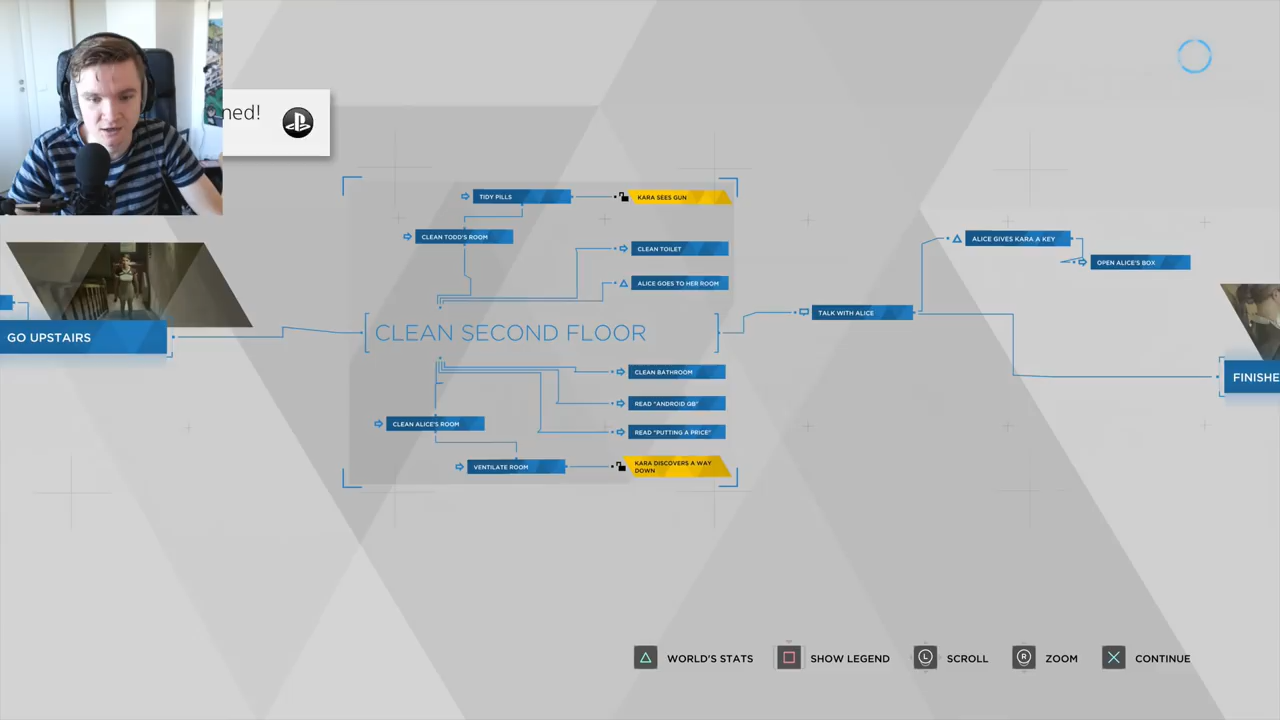 ned!
TIDY PILLS
KARA SEES GUN
CLEAN TODD'S ROOM
CLEAN TOILET
ALICE GIVES KARA A KEY
OPEN ALICE'S BOX
ALICE GOES TO HER ROOM
TALK WITH ALICE
GO UPSTAIRS
CLEAN SECOND FLOOR
CLEAN BATHROOM
FINISHE
READ "ANDROID QB"
CLEAN ALICE'S ROOM
READ "PUTTING A PRICE"
VENTILATE ROOM
KARA DISCOVERS A WAY
DOWN
WORLD'S STATS
SHOW LEGEND
L
SCROLL
R
ZOOM
CONTINUE